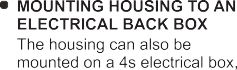 • MOUNTING HOUSING TO AN
ELECTRICAL BACK BOX
The housing can also be
mounted on a 4s electrical box,